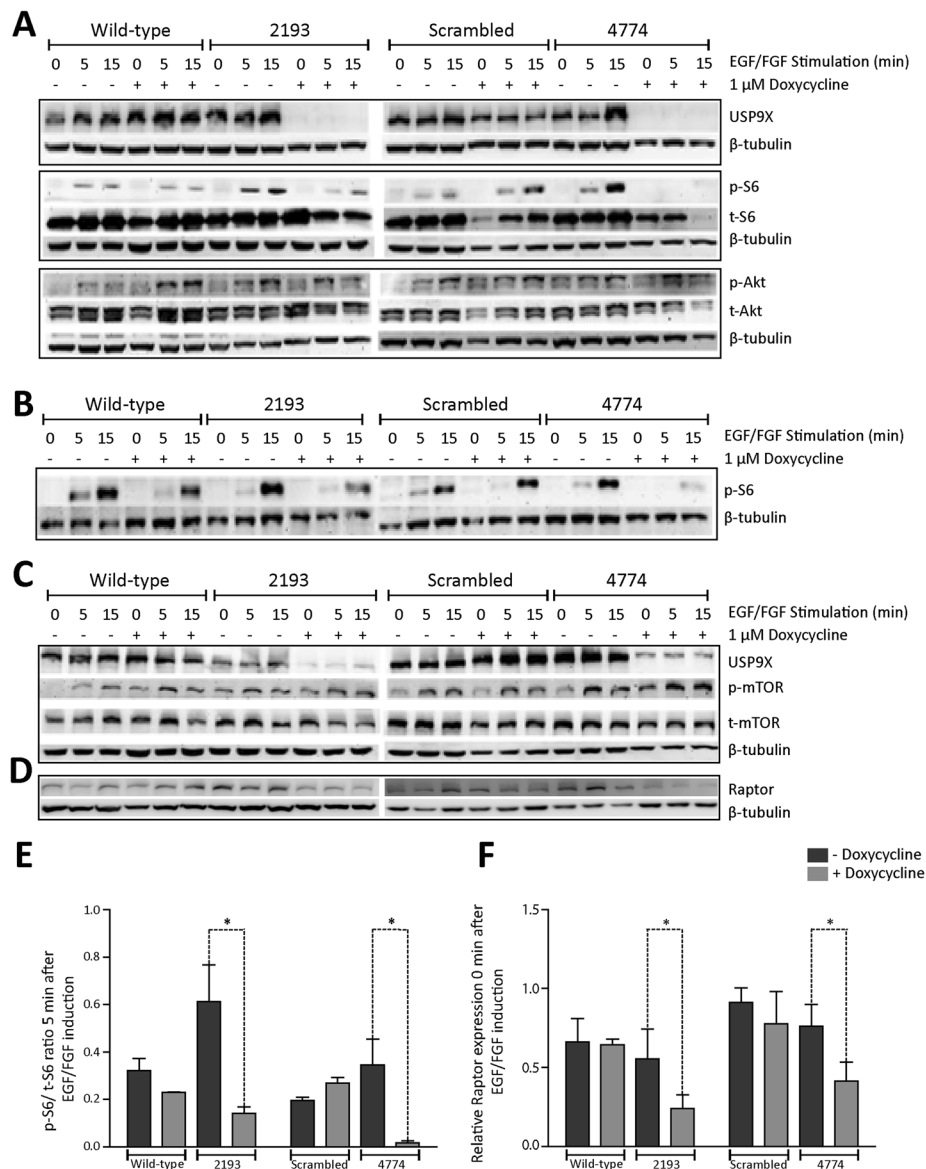 A
Wild-type 2193 Scrambled 4774
0 5 15 0 5 15 0 5 15 0 5 15 0 5 15 0 5 15 0 5 15 0 5 15 EGF/FGF Stimulation (min)
- - - + + + - - - + + + - - - + + + - - - + + + 1 µM Doxycycline
USP9X
β-tubulin
p-S6
t-S6
β-tubulin
p-Akt
t-Akt
β-tubulin
B
Wild-type 2193 Scrambled 4774
0 5 15 0 5 15 0 5 15 0 5 15 0 5 15 0 5 15 0 5 15 0 5 15 EGF/FGF Stimulation (min)
- - - + + + - - - + + + - - - + + + - - - + + + 1 µM Doxycycline
p-S6
β-tubulin
C
Wild-type 2193 Scrambled 4774
0 5 15 0 5 15 0 5 15 0 5 15 0 5 15 0 5 15 0 5 15 0 5 15 EGF/FGF Stimulation (min)
- - - + + + - - - + + + - - - + + + - - - + + + 1 µM Doxycycline
USP9X
p-mTOR
t-mTOR
β-tubulin
D
Raptor
β-tubulin
E
p-S6/ t-S6 ratio 5 min after
EGF/FGF induction
1.0
0.8
0.6
0.4
0.2
0.0
* *
Wild-type 2193 Scrambled 4774
F
- Doxycycline
+ Doxycycline
Relative Raptor expression 0 min after
EGF/FGF induction
1.5
1.0
0.5
0.0
* *
Wild-type 2193 Scrambled 4774